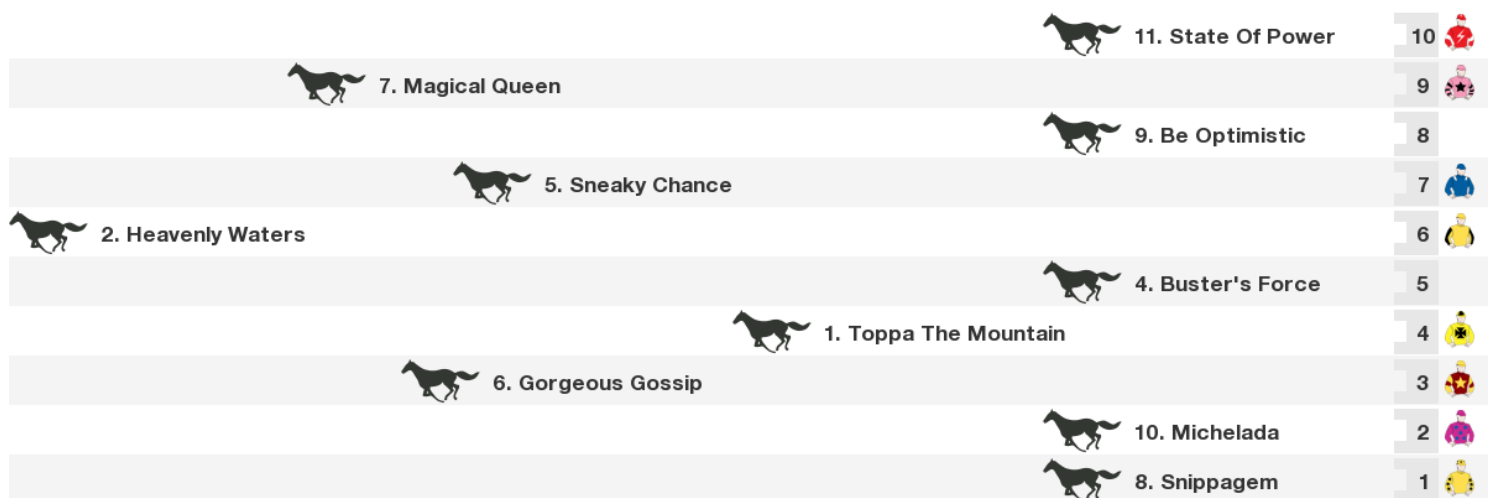 11. State Of Power 10
7. Magical Queen 9
9. Be Optimistic 8
5. Sneaky Chance 7
2. Heavenly Waters 6
4. Buster's Force 5
1. Toppa The Mountain 4
6. Gorgeous Gossip 3
10. Michelada 2
8. Snippagem 1